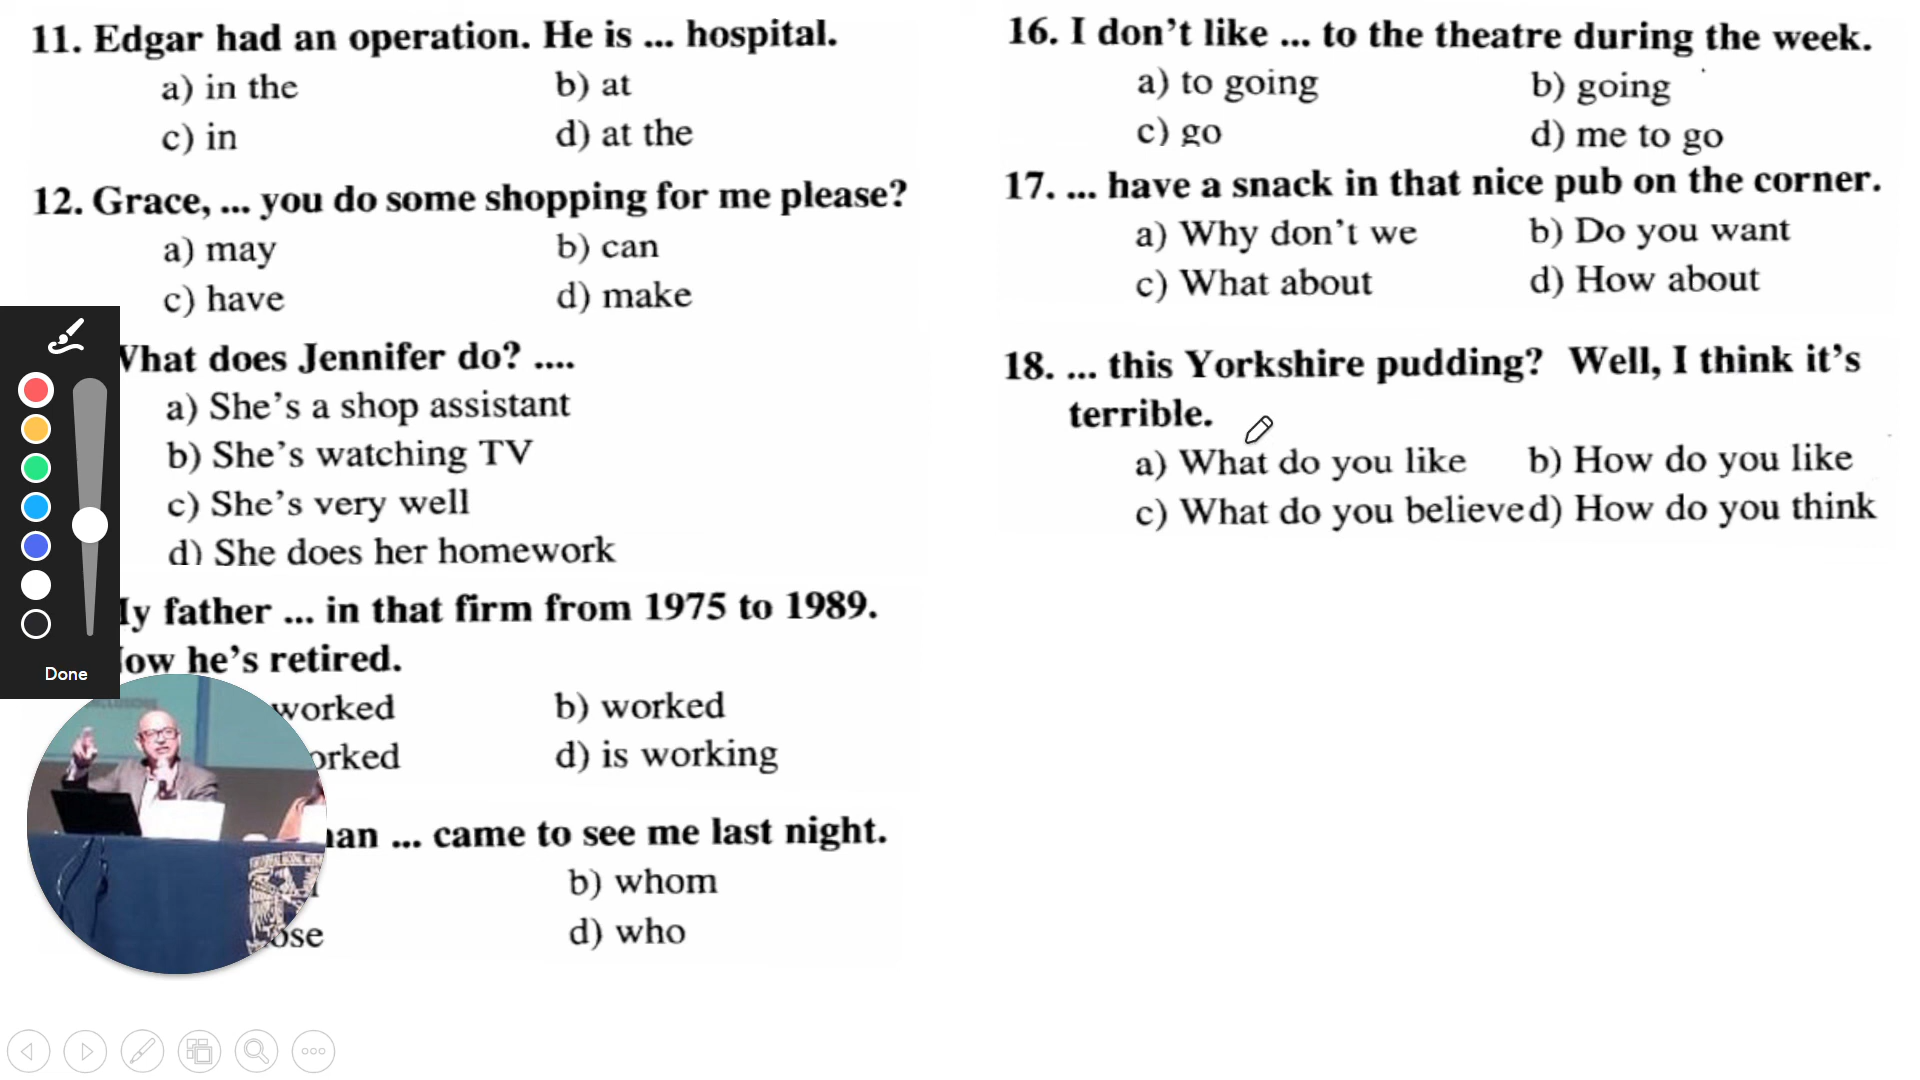 11. Edgar had an operation. He is ... hospital.
a) in the b) at
c) in d) at the
12. Grace, ... you do some shopping for me please?
a) may b) can
c) have d) make
What does Jennifer do? ....
a) She's a shop assistant
b) She's watching TV
c) She's very well
d) She does her homework
My father ... in that firm from 1975 to 1989.
Now he's retired.
worked b) worked
d) is working
... came to see me last night.
b) whom
d) who
16. I don't like ... to the theatre during the week.
a) to going b) going
c) go d) me to go
17. ... have a snack in that nice pub on the corner.
a) Why don't we b) Do you want
c) What about d) How about
18. ... this Yorkshire pudding? Well, I think it's
terrible.
a) What do you like b) How do you like
c) What do you believe d) How do you think
Done